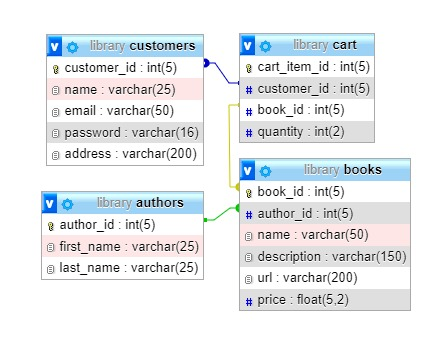 library customers
customer_id : int(5)
name : varchar(25)
email : varchar(50)
password : varchar(16)
address : varchar(200)
library cart
cart_item_id : int(5)
customer_id : int(5)
book_id : int(5)
quantity : int(2)
library authors
author_id : int(5)
first_name : varchar(25)
last_name : varchar(25)
library books
book_id : int(5)
author_id : int(5)
name : varchar(50)
description : varchar(150)
url : varchar(200)
price : float(5,2)